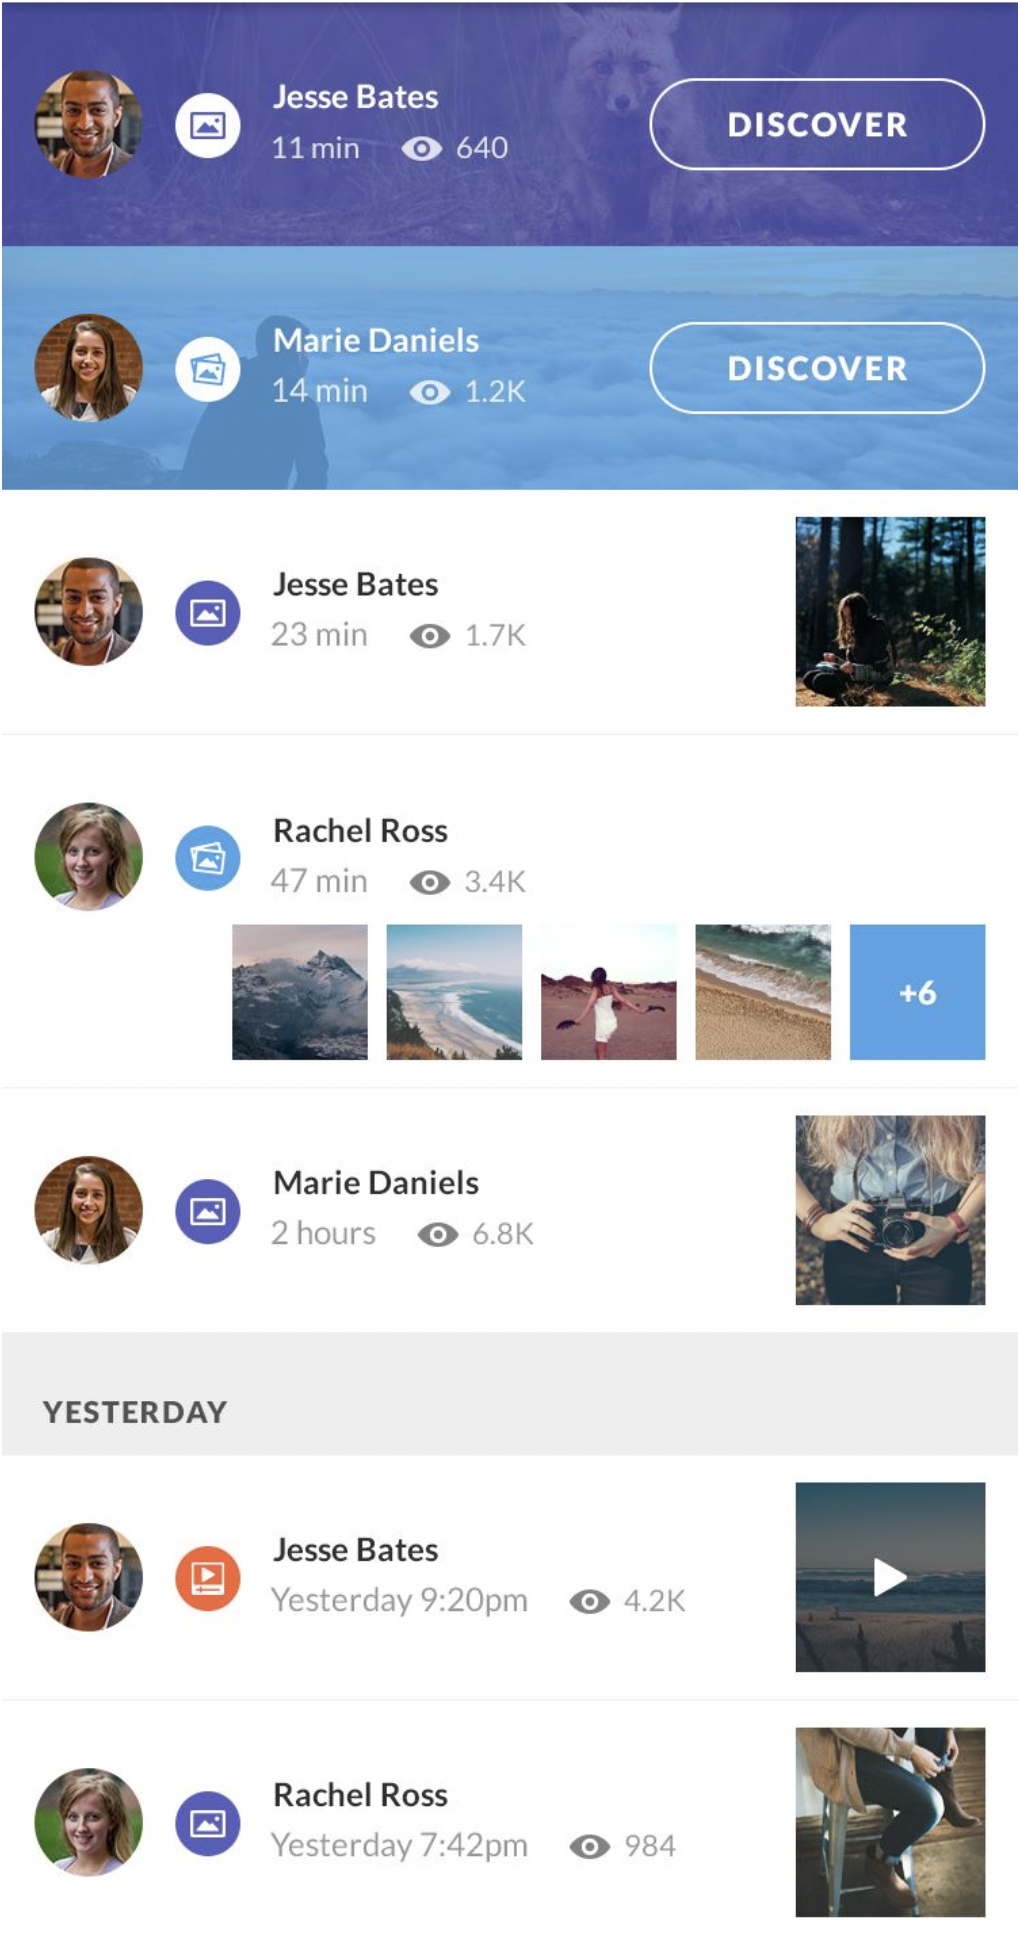 Jesse Bates
11 min 640
DISCOVER
Marie Daniels
14 min 1.2K
DISCOVER
Jesse Bates
23 min 1.7K
Rachel Ross
47 min 3.4K
+6
Marie Daniels
2 hours 6.8K
YESTERDAY
Jesse Bates
Yesterday 9:20pm 4.2K
Rachel Ross
Yesterday 7:42pm 984